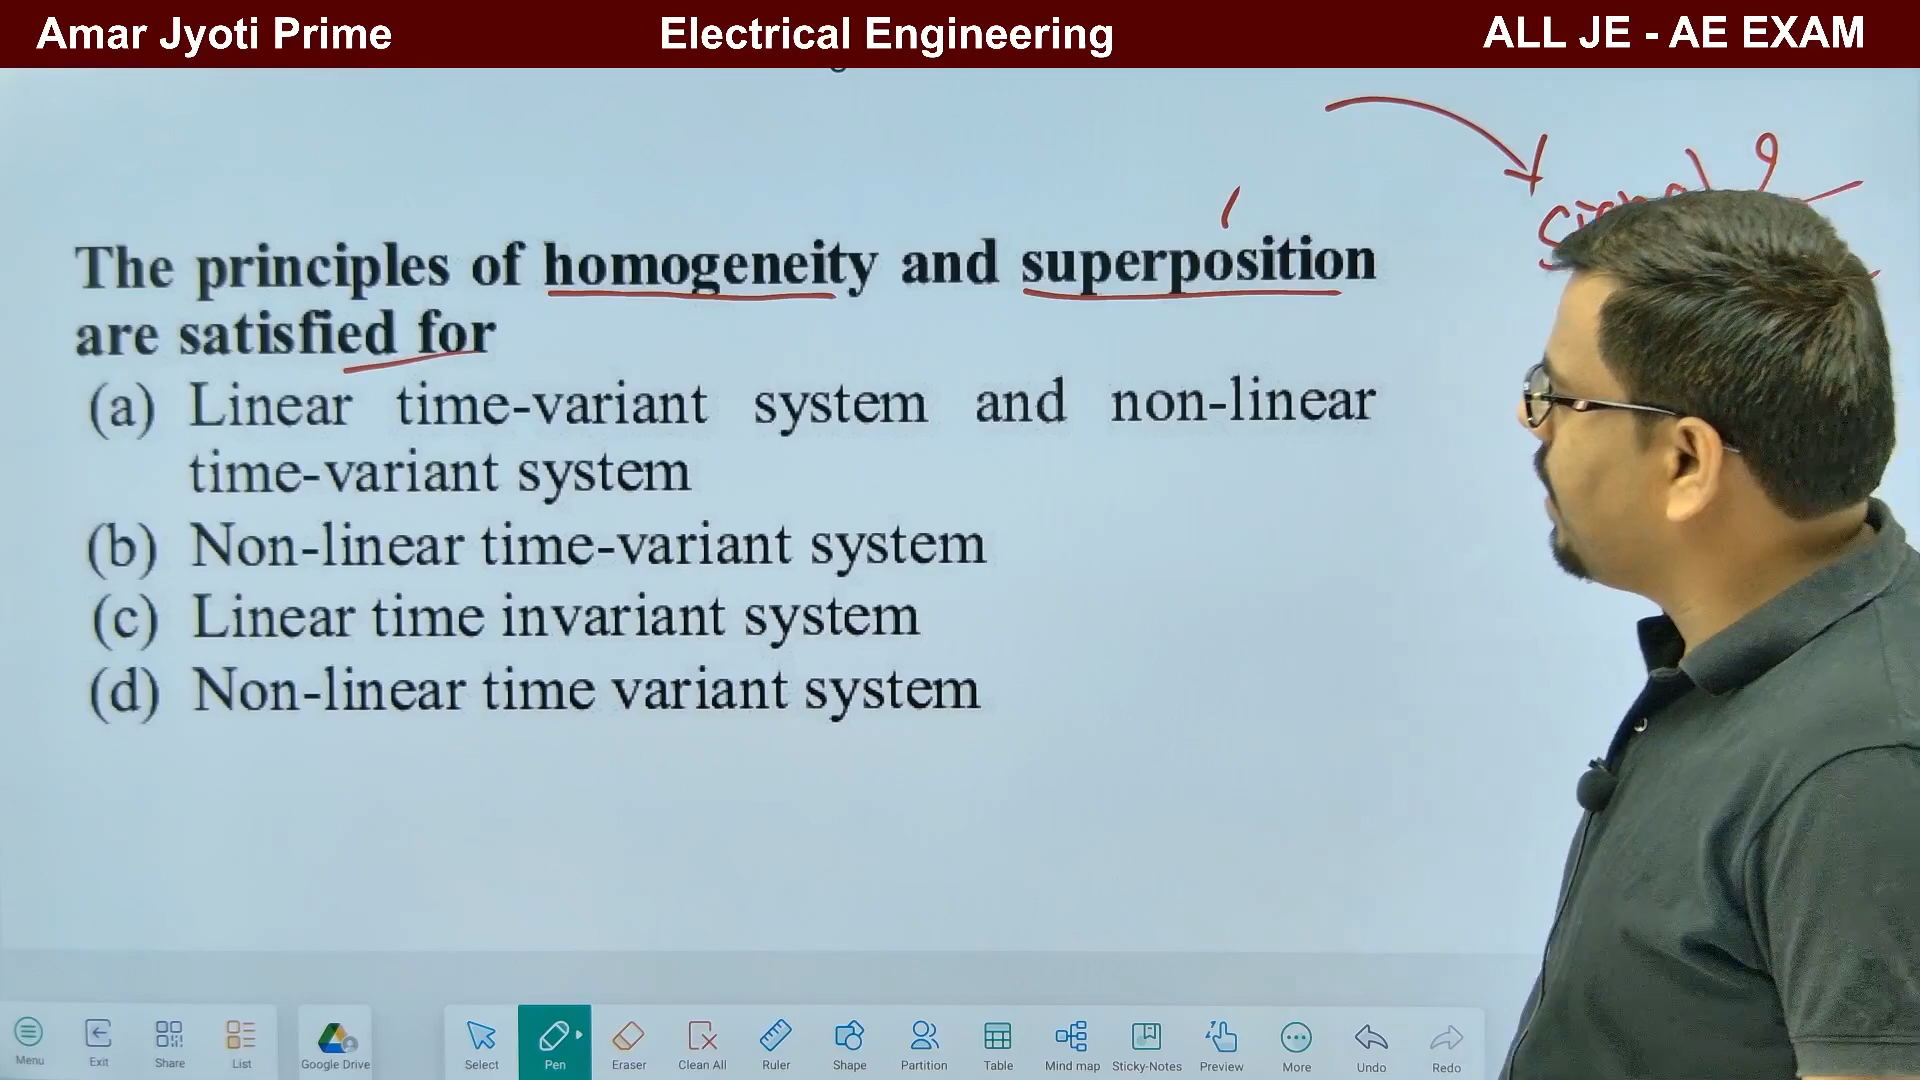 Amar Jyoti Prime Electrical Engineering ALL JE - AE EXAM
The principles of homogeneity and superposition
are satisfied for
(a) Linear time-variant system and non-linear
time-variant system
(b) Non-linear time-variant system
(c) Linear time invariant system
(d) Non-linear time variant system
Menu Exit Share List Google Drive Select Pen Eraser Clean All Ruler Shape Partition Table Mind map Sticky-Notes Preview More Undo Redo